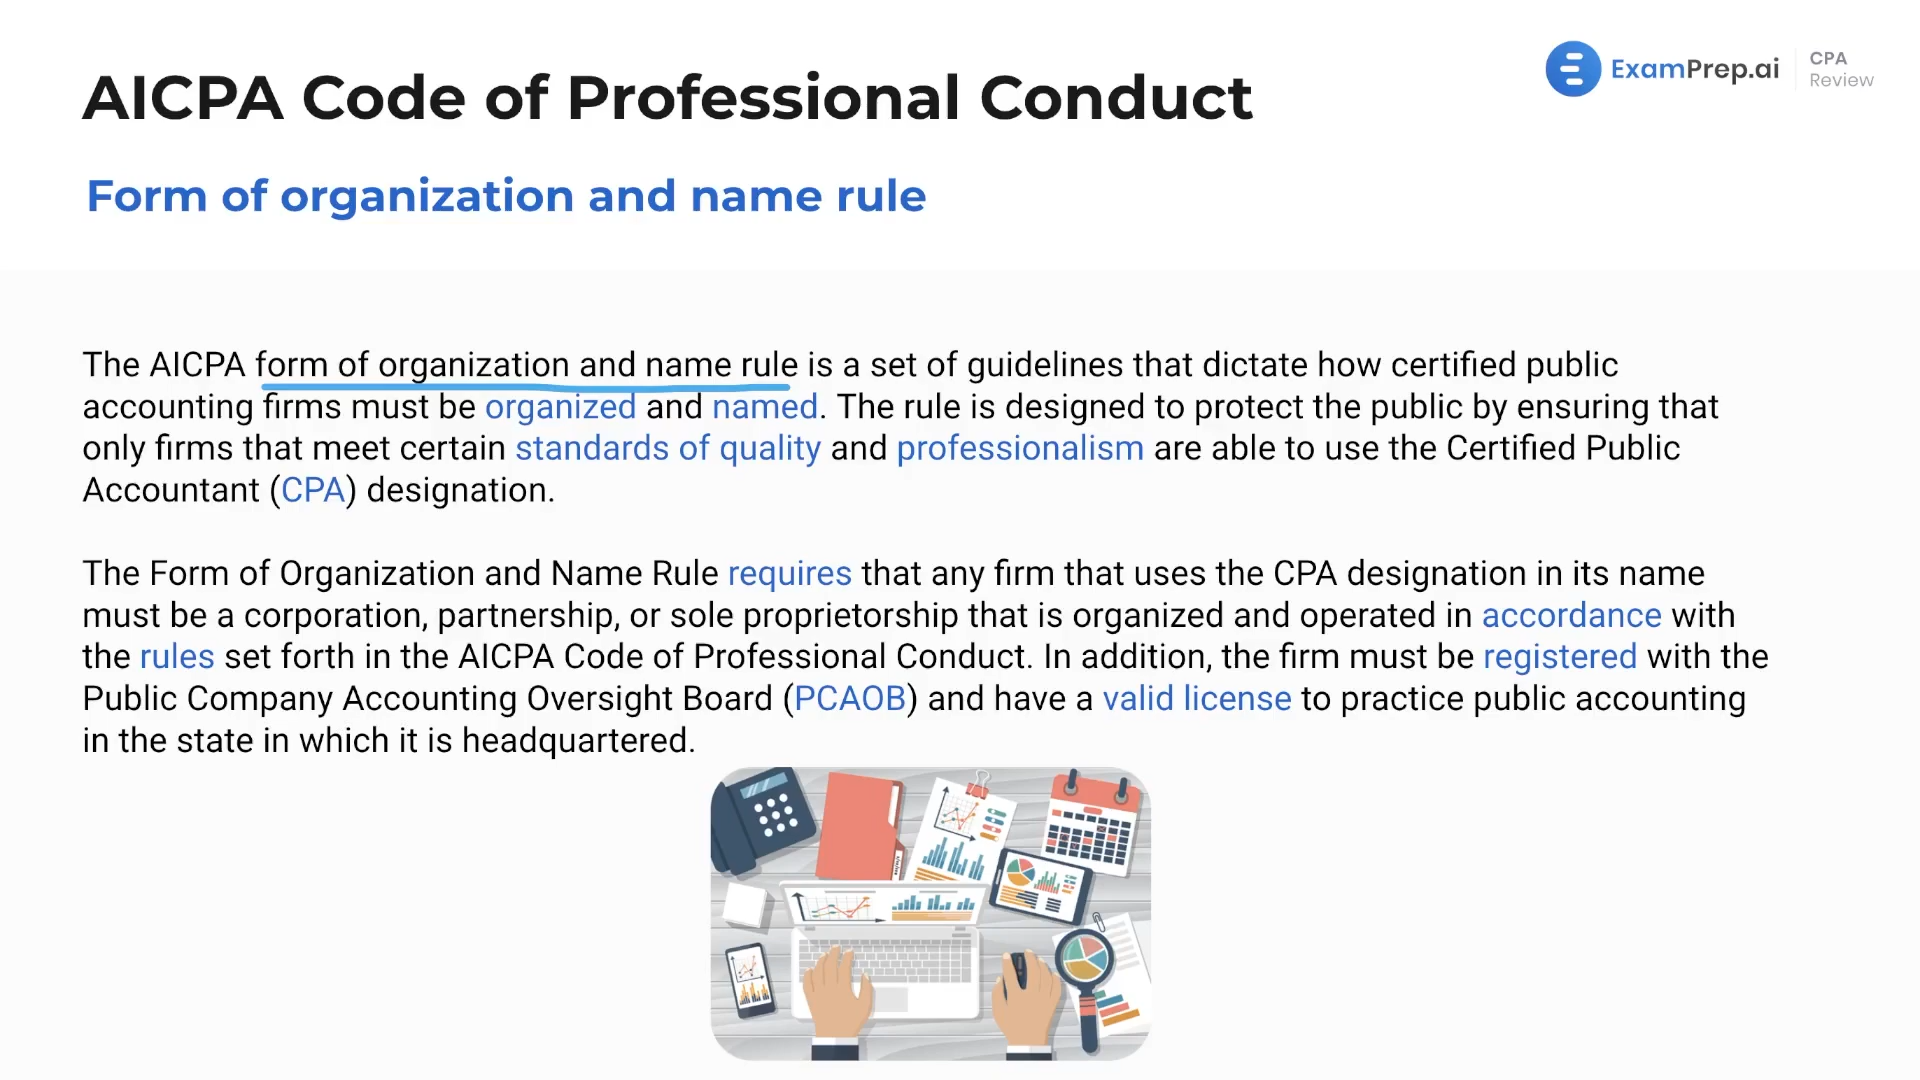 AICPA Code of Professional Conduct
ExamPrep.ai
CPA
Review
Form of organization and name rule
The AICPA form of organization and name rule is a set of guidelines that dictate how certified public
accounting firms must be organized and named. The rule is designed to protect the public by ensuring that
only firms that meet certain standards of quality and professionalism are able to use the Certified Public
Accountant (CPA) designation.
The Form of Organization and Name Rule requires that any firm that uses the CPA designation in its name
must be a corporation, partnership, or sole proprietorship that is organized and operated in accordance with
the rules set forth in the AICPA Code of Professional Conduct. In addition, the firm must be registered with the
Public Company Accounting Oversight Board (PCAOB) and have a valid license to practice public accounting
in the state in which it is headquartered.